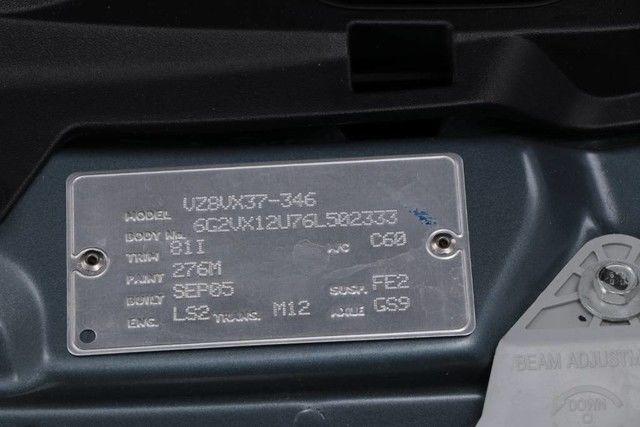 MODEL VZ8VX37-346
BODY No. 6G2VX12U76L502333
TRIM 81I A/C C60
PAINT 276M
BUILT SEP05 SUSP. FE2
ENG. LS2 TRANS. M12 AXLE GS9
BEAM ADJUSTM
DOWN